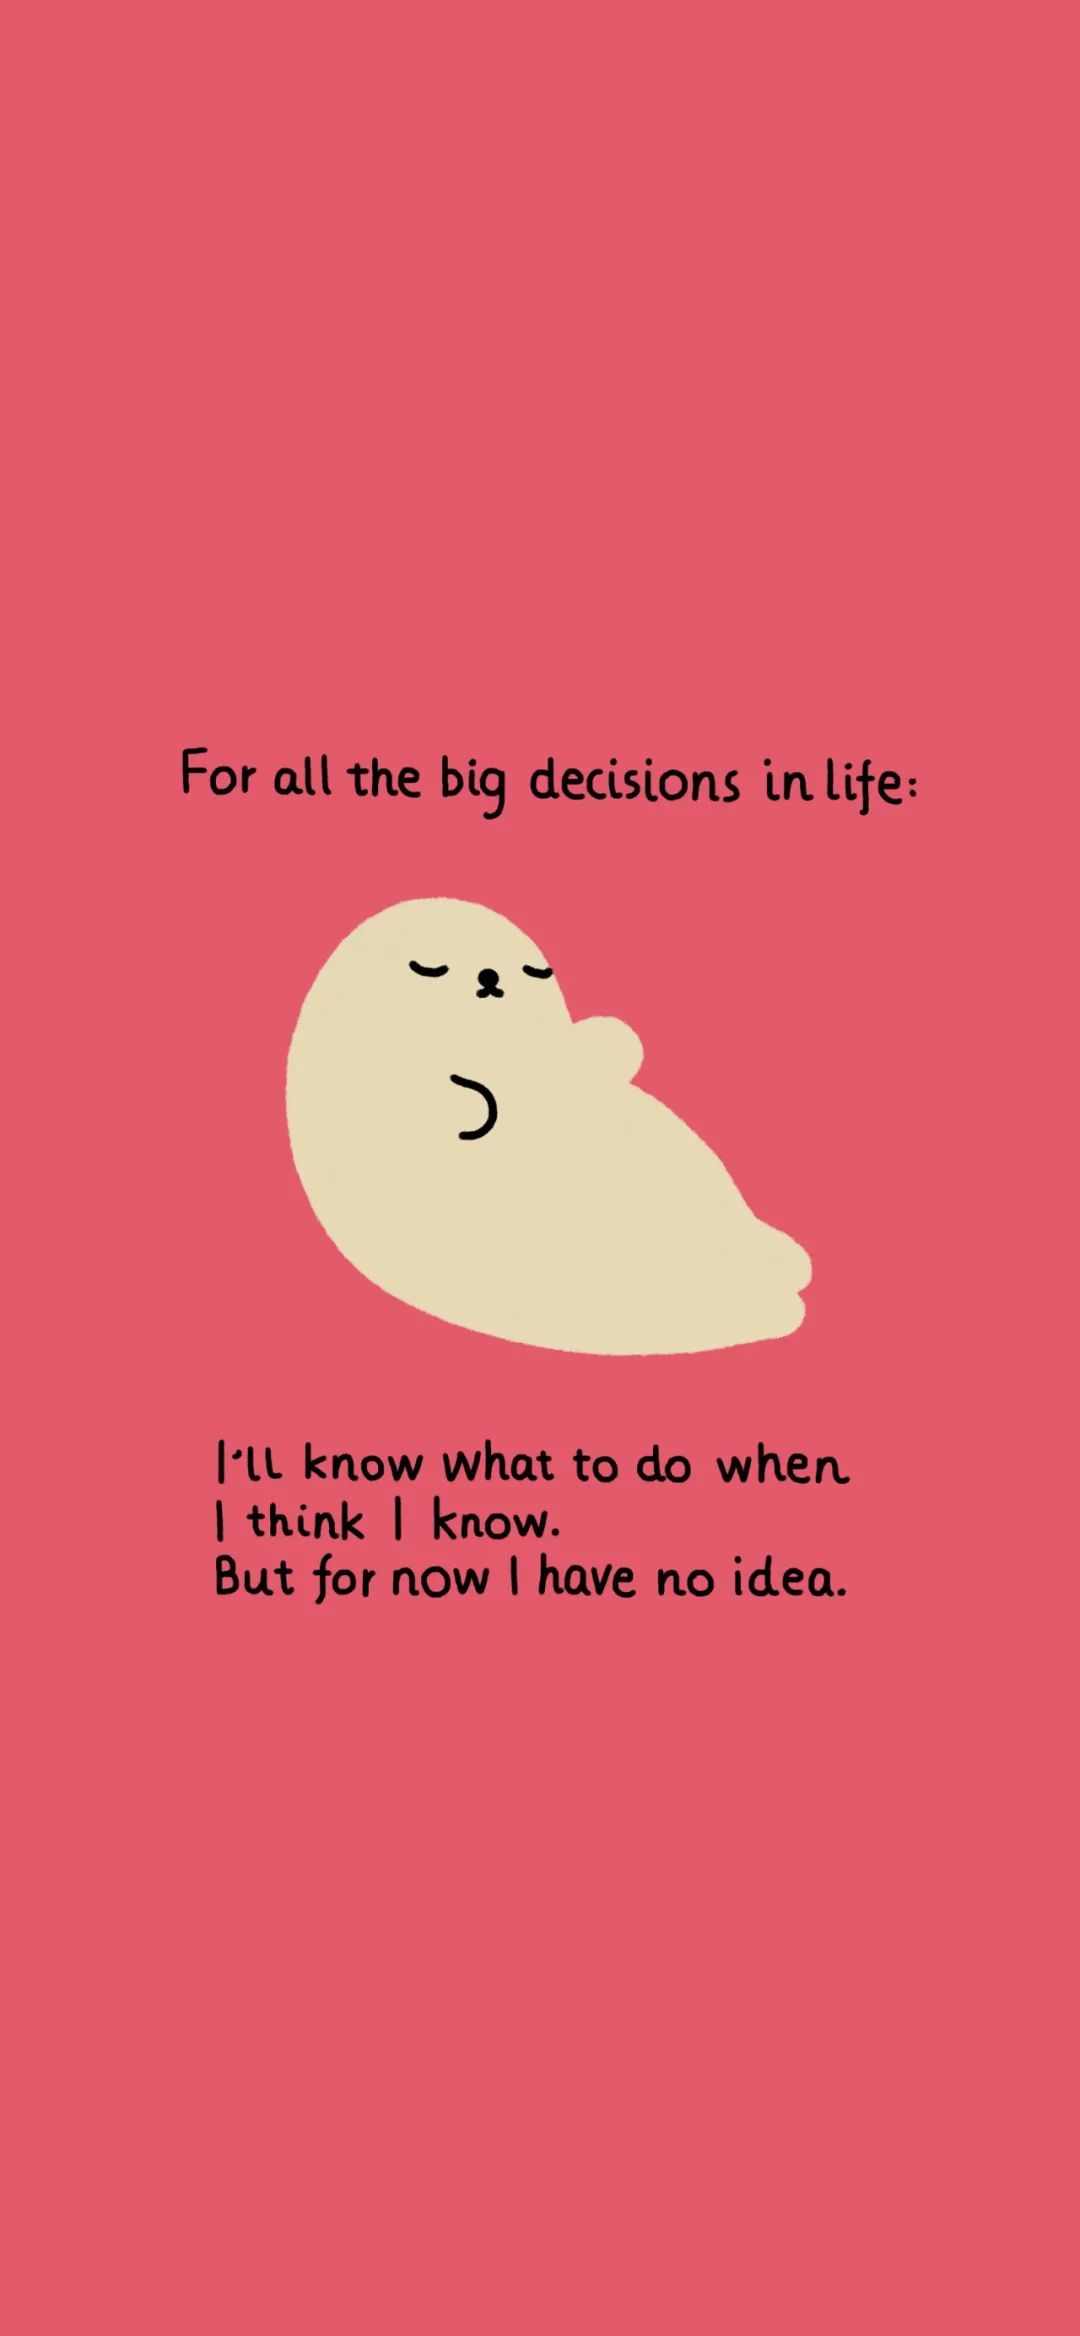 For all the big decisions in life:
I'll know what to do when
I think I know.
But for now I have no idea.